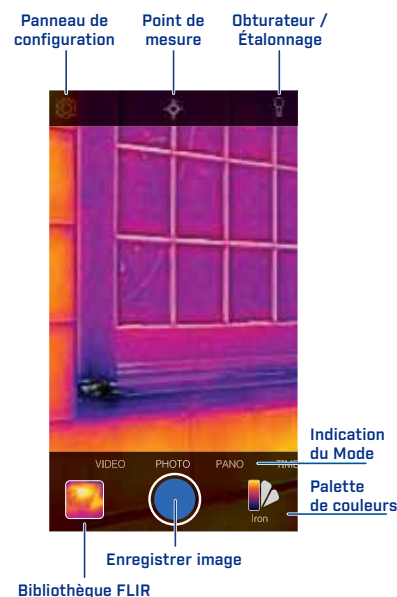 Panneau de
configuration
Point de
mesure
Obturateur /
Étalonnage
VIDEO PHOTO PANO TIME
Indication
du Mode
Iron
Palette
de couleurs
Enregistrer image
Bibliothèque FLIR